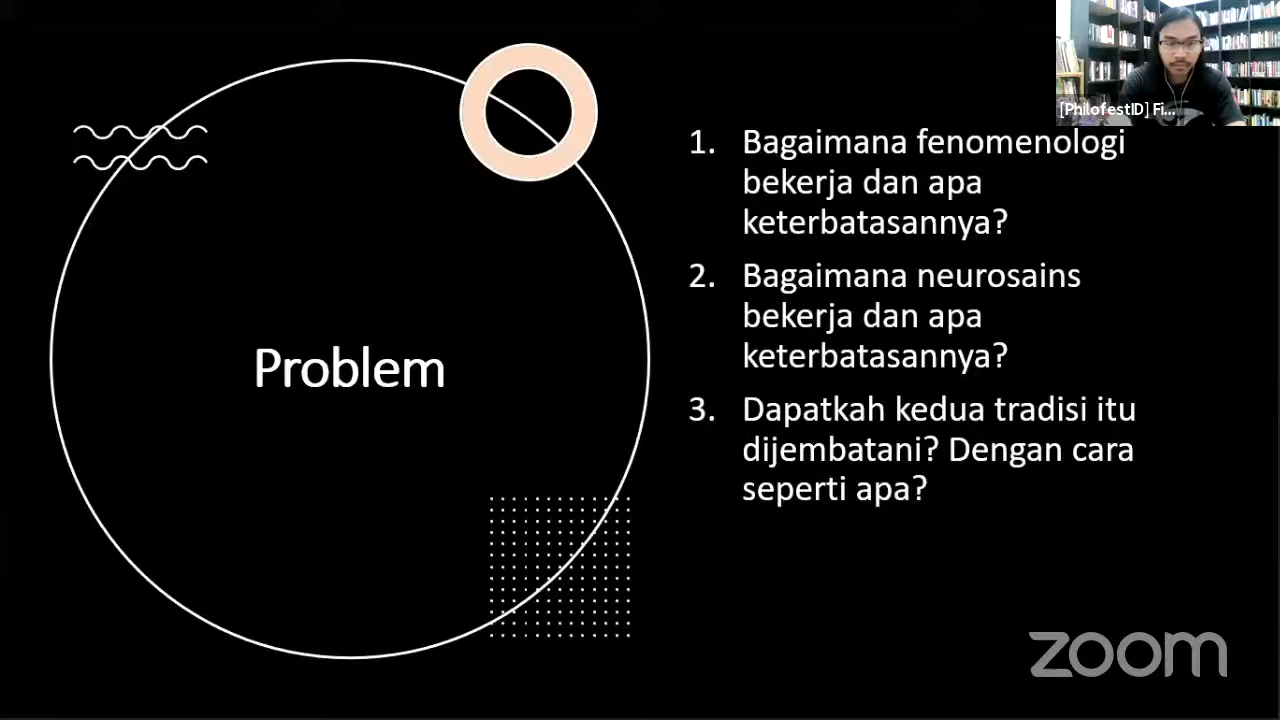 [PhilofestID] Fi...
Problem
1. Bagaimana fenomenologi
bekerja dan apa
keterbatasannya?
2. Bagaimana neurosains
bekerja dan apa
keterbatasannya?
3. Dapatkah kedua tradisi itu
dijembatani? Dengan cara
seperti apa?
zoom